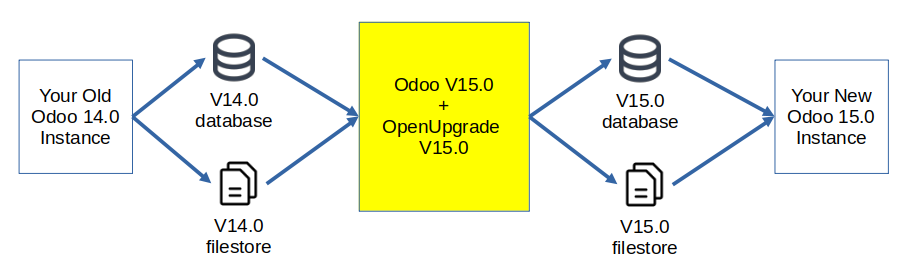 Your Old
Odoo 14.0
Instance
V14.0
database
V14.0
filestore
Odoo V15.0
+
OpenUpgrade
V15.0
V15.0
database
V15.0
filestore
Your New
Odoo 15.0
Instance